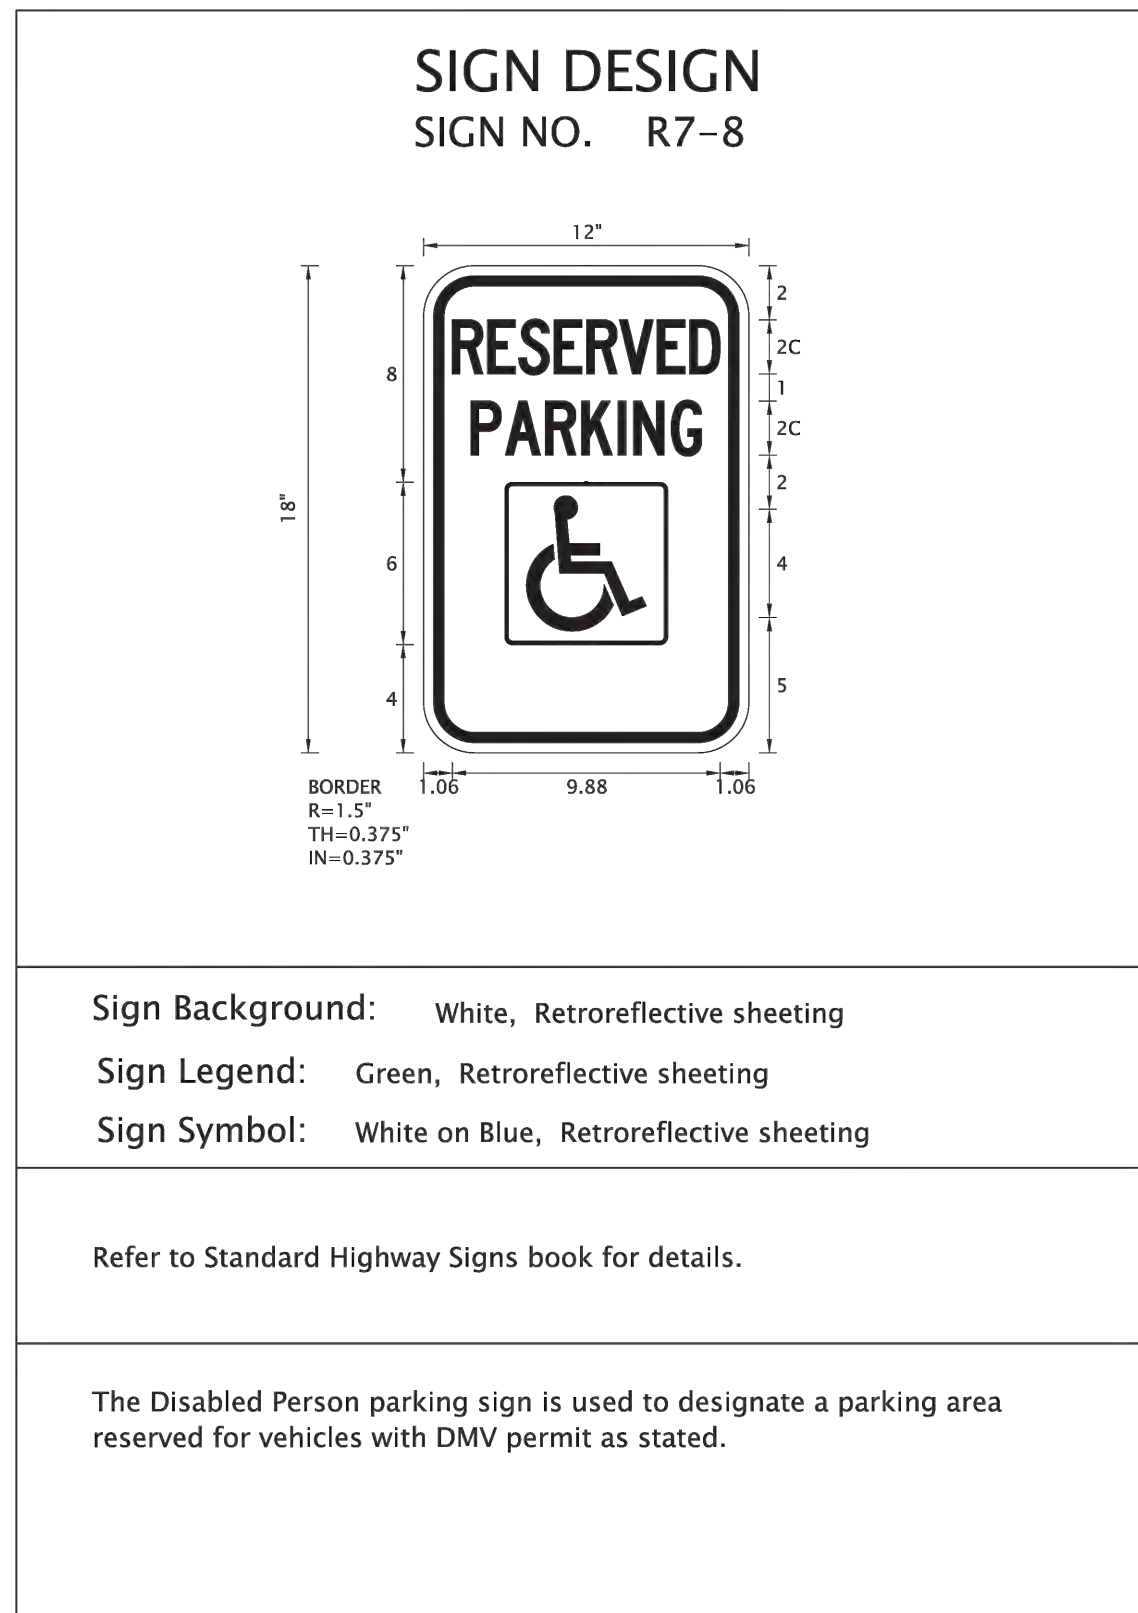 SIGN DESIGN
SIGN NO. R7-8
12"
2
RESERVED
2C
8
1
PARKING
2C
2
18"
6
4
4
5
BORDER
1.06
9.88
1.06
R=1.5"
TH=0.375"
IN=0.375"
Sign Background: White, Retroreflective sheeting
Sign Legend: Green, Retroreflective sheeting
Sign Symbol: White on Blue, Retroreflective sheeting
Refer to Standard Highway Signs book for details.
The Disabled Person parking sign is used to designate a parking area
reserved for vehicles with DMV permit as stated.